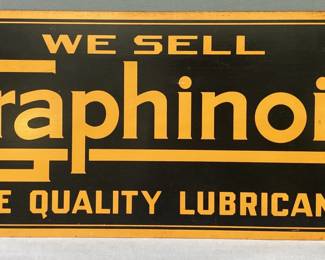 WE SELL
Graphinoi
E QUALITY LUBRICAN